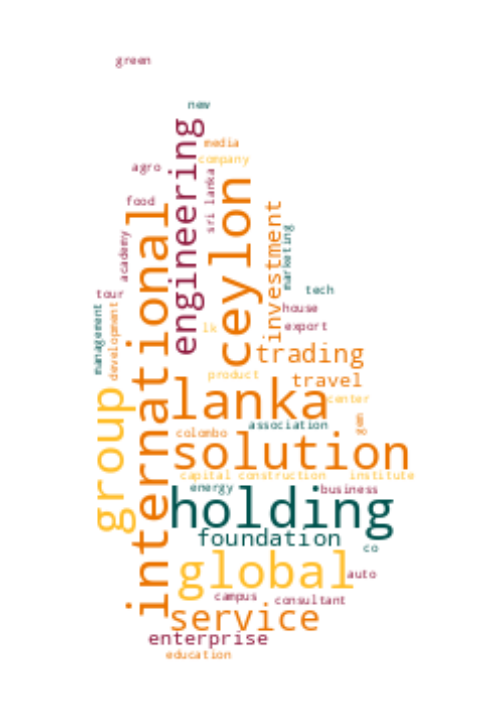 green
new
engineering
media
company
agro
sri lanka
ceylon
food
international
investment
marketing
academy
tour
tech
management
development
house
lk
export
trading
product
travel
group
lanka
center
association
colombo
solution
capital
construction
institute
energy
business
holding
foundation
co
global
auto
campus
consultant
service
enterprise
education